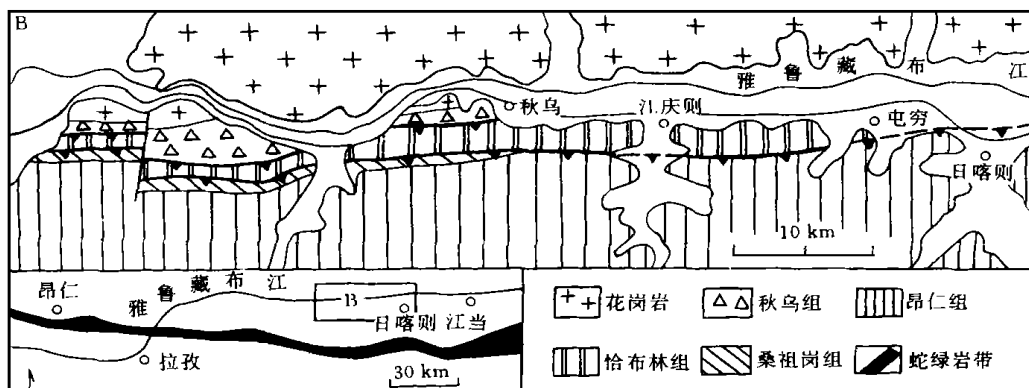 B
雅鲁藏布江
秋乌
江庆则
屯穷
日喀则
10 km
昂仁
雅鲁藏布江
B
日喀则
江当
拉孜
30 km
花岗岩
秋乌组
昂仁组
恰布林组
桑祖岗组
蛇绿岩带